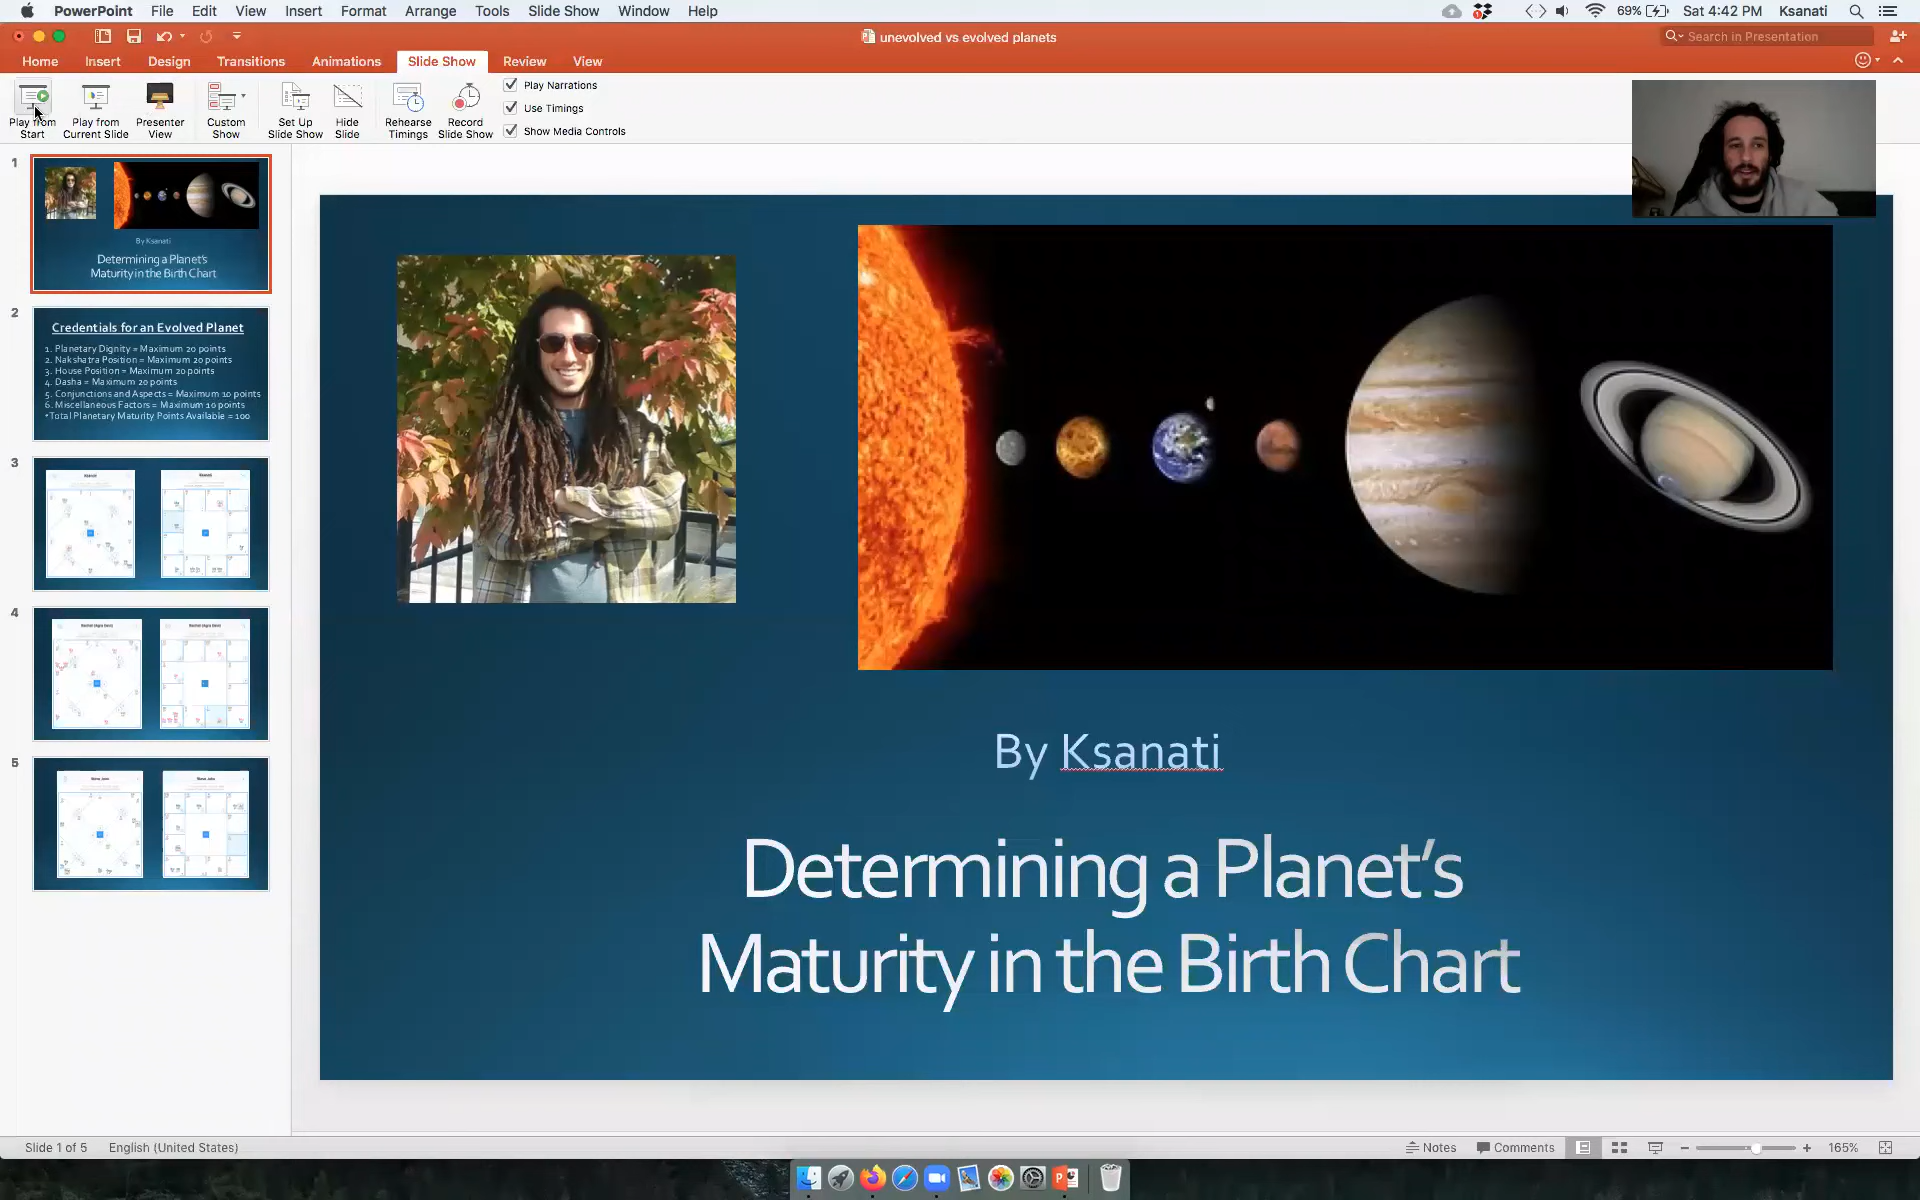 PowerPoint File Edit View Insert Format Arrange Tools Slide Show Window Help
69% Sat 4:42 PM Ksanati
unevolved vs evolved planets
Search in Presentation
Home Insert Design Transitions Animations Slide Show Review View
Play from Start
Play from Current Slide
Presenter View
Custom Show
Set Up Slide Show
Hide Slide
Rehearse Timings
Record Slide Show
Play Narrations
Use Timings
Show Media Controls
1
By Ksanati
Determining a Planet's
Maturity in the Birth Chart
2
Credentials for an Evolved Planet
1. Planetary Dignity = Maximum 20 points
2. Nakshatra Position = Maximum 20 points
3. House Position = Maximum 20 points
4. Dasha = Maximum 20 points
5. Conjunctions and Aspects = Maximum 10 points
6. Miscellaneous Factors = Maximum 10 points
*Total Planetary Maturity Points Available = 100
3
4
5
By Ksanati
Determining a Planet's
Maturity in the Birth Chart
Slide 1 of 5 English (United States)
Notes Comments 165%